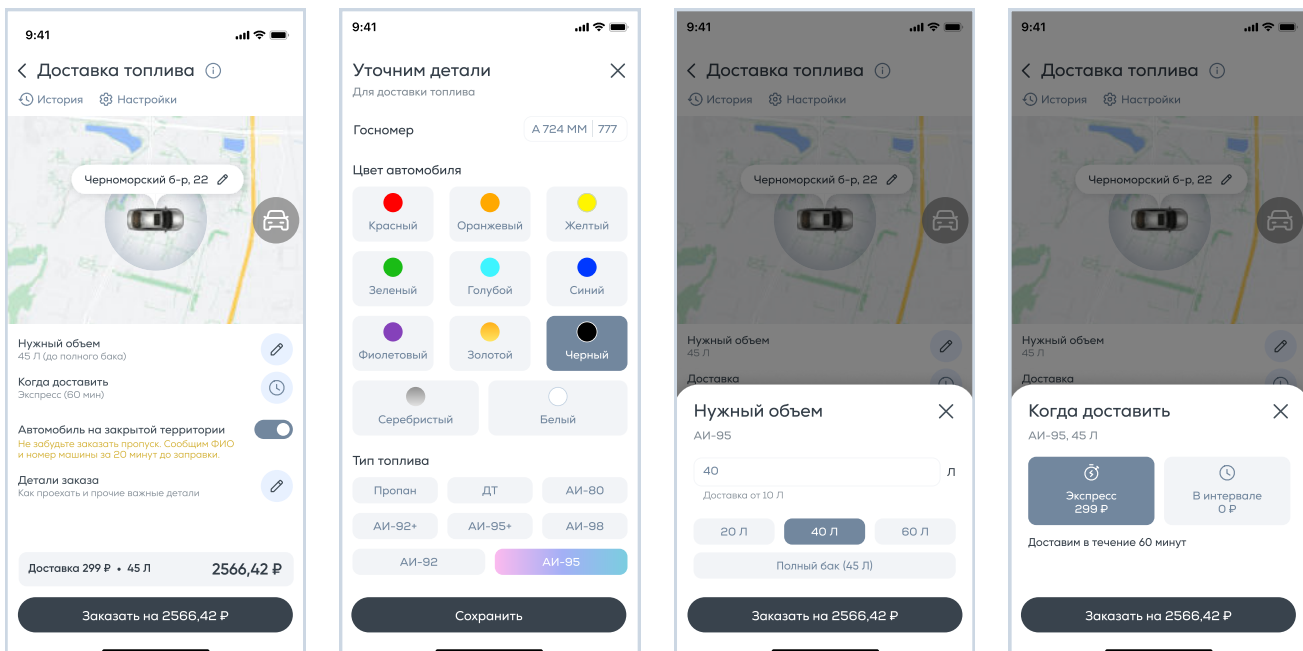 9:41
Доставка топлива
История Настройки
Черноморский б-р, 22
Нужный объем
45 Л (до полного бака)
Когда доставить
Экспресс (60 мин)
Автомобиль на закрытой территории
Не забудьте заказать пропуск. Сообщим ФИО
и номер машины за 20 минут до заправки.
Детали заказа
Как проехать и прочие важные детали
Доставка 299 ₽ • 45 Л 2566,42 ₽
Заказать на 2566,42 ₽
9:41
Уточним детали
Для доставки топлива
Госномер А 724 ММ 777
Цвет автомобиля
Красный Оранжевый Желтый
Зеленый Голубой Синий
Фиолетовый Золотой Черный
Серебристый Белый
Тип топлива
Пропан ДТ АИ-80
АИ-92+ АИ-95+ АИ-98
АИ-92 АИ-95
Сохранить
9:41
Доставка топлива
История Настройки
Черноморский б-р, 22
Нужный объем
45 Л
Доставка
Нужный объем
АИ-95
40 Л
Доставка от 10 Л
20 Л 40 Л 60 Л
Полный бак (45 Л)
Заказать на 2566,42 ₽
9:41
Доставка топлива
История Настройки
Черноморский б-р, 22
Нужный объем
45 Л
Доставка
Когда доставить
АИ-95, 45 Л
Экспресс В интервале
299 ₽ 0 ₽
Доставим в течение 60 минут
Заказать на 2566,42 ₽